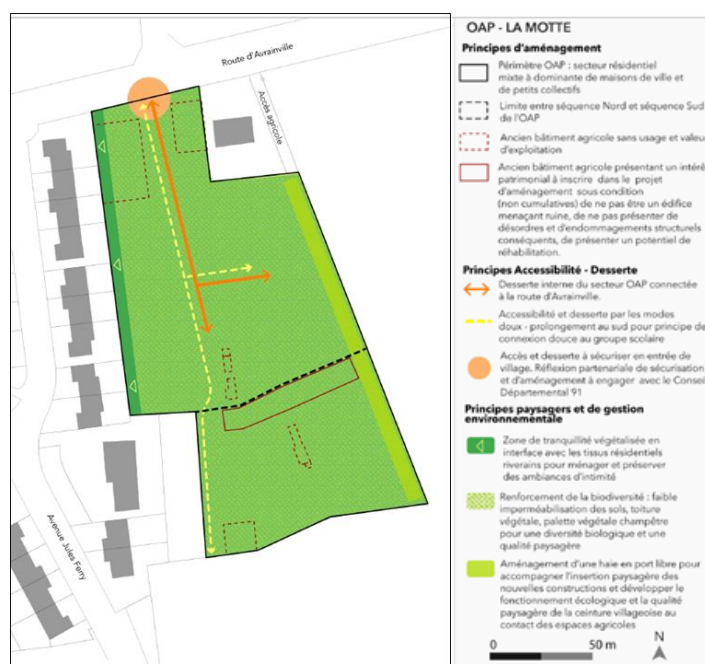 Route d'Avrainville
Accès agricole
Avenue Jules Ferry
OAP - LA MOTTE
Principes d'aménagement
Périmètre OAP : secteur résidentiel
mixte à dominante de maisons de ville et
de petits collectifs
Limite entre séquence Nord et séquence Sud
de l'OAP
Ancien bâtiment agricole sans usage et valeur
d'exploitation
Ancien bâtiment agricole présentant un intérê
patrimonial à inscrire dans le projet
d'aménagement sous condition
(non cumulatives) de ne pas être un édifice
menaçant ruine, de ne pas présenter de
désordres et d'endommagements structurels
conséquents, de présenter un potentiel de
réhabilitation.
Principes Accessibilité - Desserte
Desserte interne du secteur OAP connectée
à la route d'Avrainville.
Accessibilité et desserte par les modes
doux - prolongement au sud pour principe de
connexion douce au groupe scolaire
Accès et desserte à sécuriser en entrée de
village. Réflexion partenariale de sécurisation
et d'aménagement à engager avec le Conseil
Départemental 91
Principes paysagers et de gestion
environnementale
Zone de tranquillité végétalisée en
interface avec les tissus résidentiels
riverains pour ménager et préserver
des ambiances d'intimité
Renforcement de la biodiversité : faible
imperméabilisation des sols, toiture
végétale, palette végétale champêtre
pour une diversité biologique et une
qualité paysagère
Aménagement d'une haie en port libre pour
accompagner l'insertion paysagère des
nouvelles constructions et développer le
fonctionnement écologique et la qualité
paysagère de la ceinture villageoise au
contact des espaces agricoles
0 50 m N